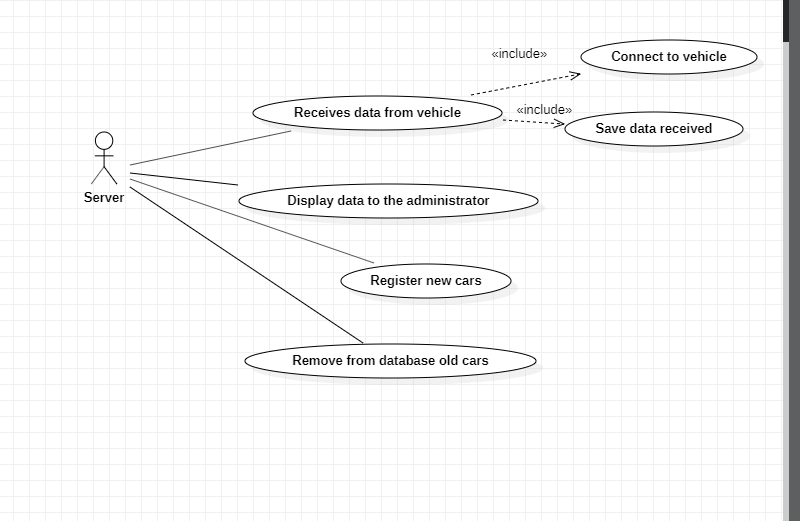 «include»
Connect to vehicle
Receives data from vehicle
«include»
Save data received
Server
Display data to the administrator
Register new cars
Remove from database old cars